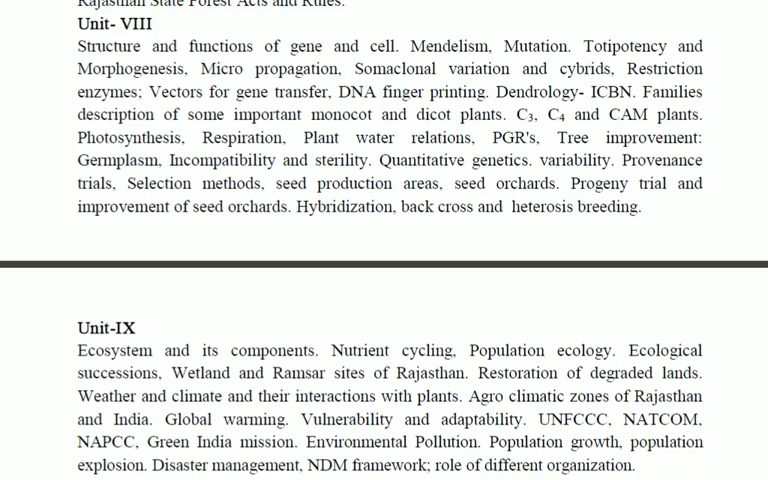 Rajasthan State Forest Acts and Rules.
Unit- VIII
Structure and functions of gene and cell. Mendelism, Mutation. Totipotency and
Morphogenesis, Micro propagation, Somaclonal variation and cybrids, Restriction
enzymes; Vectors for gene transfer, DNA finger printing. Dendrology- ICBN. Families
description of some important monocot and dicot plants. C₃, C₄ and CAM plants.
Photosynthesis, Respiration, Plant water relations, PGR's, Tree improvement:
Germplasm, Incompatibility and sterility. Quantitative genetics. variability. Provenance
trials, Selection methods, seed production areas, seed orchards. Progeny trial and
improvement of seed orchards. Hybridization, back cross and heterosis breeding.
Unit-IX
Ecosystem and its components. Nutrient cycling, Population ecology. Ecological
successions, Wetland and Ramsar sites of Rajasthan. Restoration of degraded lands.
Weather and climate and their interactions with plants. Agro climatic zones of Rajasthan
and India. Global warming. Vulnerability and adaptability. UNFCCC, NATCOM,
NAPCC, Green India mission. Environmental Pollution. Population growth, population
explosion. Disaster management, NDM framework; role of different organization.